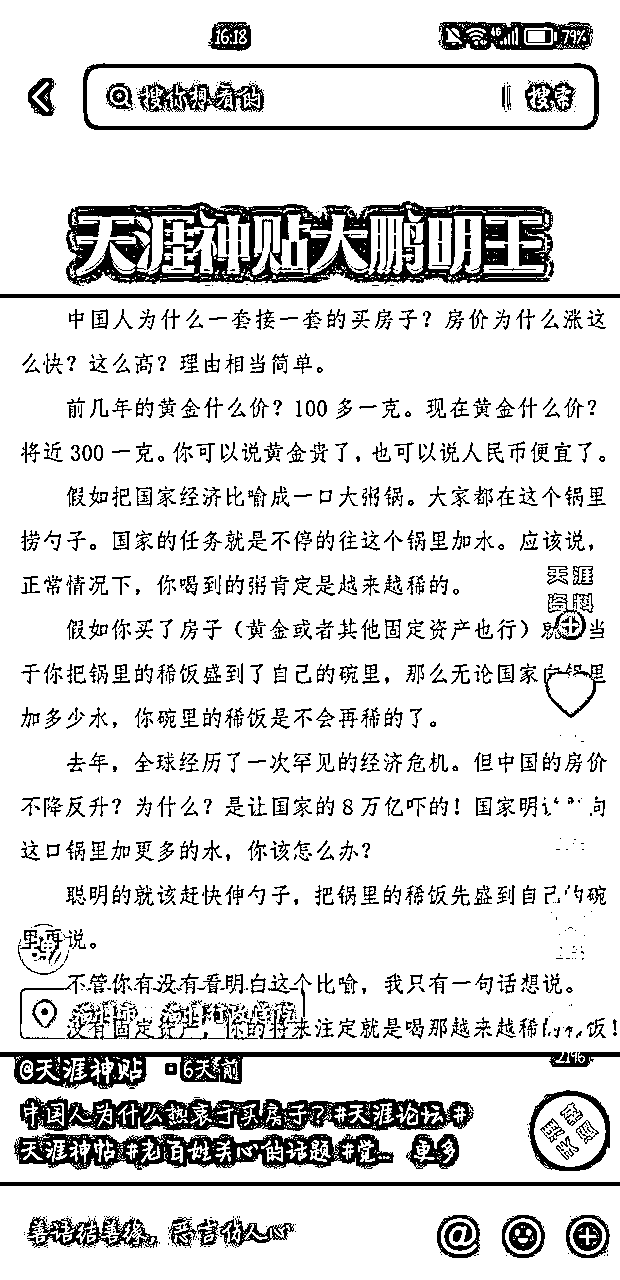 16:18 4G 79%
搜你想看的 搜索
天涯神贴大鹏明王
中国人为什么一套接一套的买房子？房价为什么涨这
么快？这么高？理由相当简单。
前几年的黄金什么价？100 多一克。现在黄金什么价？
将近 300 一克。你可以说黄金贵了，也可以说人民币便宜了。
假如把国家经济比喻成一口大粥锅。大家都在这个锅里
捞勺子。国家的任务就是不停的往这个锅里加水。应该说，
正常情况下，你喝到的粥肯定是越来越稀的。
天涯
资料
假如你买了房子（黄金或者其他固定资产也行）就 当
于你把锅里的稀饭盛到了自己的碗里，那么无论国家向锅里
加多少水，你碗里的稀饭是不会再稀的了。
去年，全球经历了一次罕见的经济危机。但中国的房价
不降反升？为什么？是让国家的 8 万亿吓的！国家明 向
这口锅里加更多的水，你该怎么办？
聪明的就该赶快伸勺子，把锅里的稀饭先盛到自己的碗
里再说。
不管你有没有看明白这个比喻，我只有一句话想说。
没有固定资产，你的将来注定就是喝那越来越稀的稀饭！
@天涯神贴 6天前
中国人为什么热衷于买房子？#天涯论坛 #
天涯神帖 #老百姓关心的话题 #觉... 更多
善语结善缘，恶言伤人心